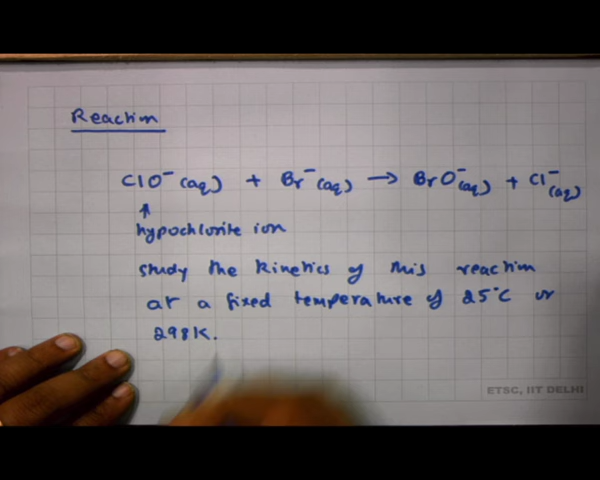 Reaction
ClO⁻(aq) + Br⁻(aq) → BrO⁻(aq) + Cl⁻(aq)
↑
hypochlorite ion
study the kinetics of this reaction
at a fixed temperature of 25°C or
298K.
ETSC, IIT DELHI